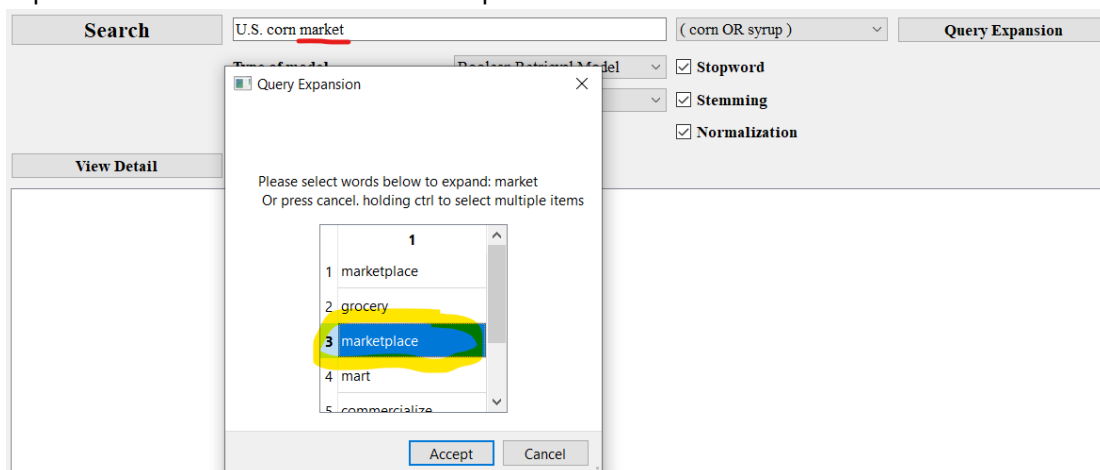 Search U.S. corn market ( corn OR syrup ) Query Expansion
Stopword
Query Expansion
Stemming
Normalization
View Detail
Please select words below to expand: market
Or press cancel. holding ctrl to select multiple items
1
1 marketplace
2 grocery
3 marketplace
4 mart
5 commercialize
Accept Cancel